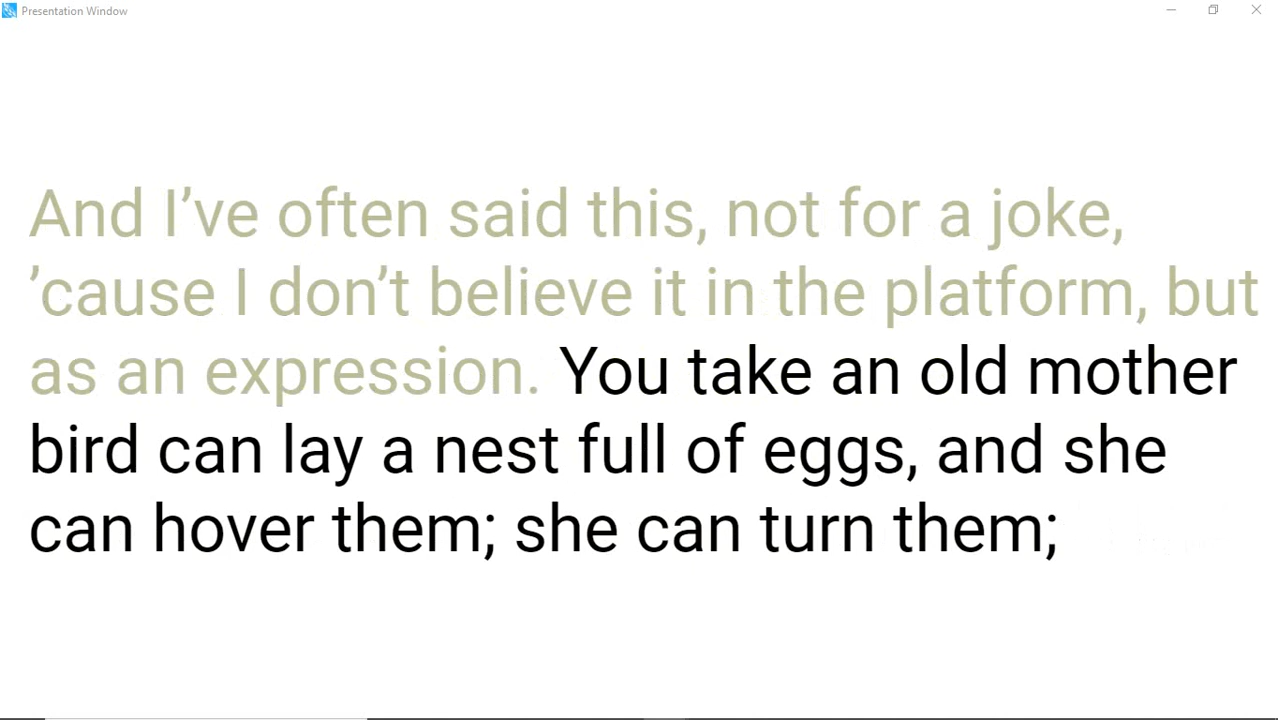 Presentation Window
And I’ve often said this, not for a joke,
’cause I don’t believe it in the platform, but
as an expression. You take an old mother
bird can lay a nest full of eggs, and she
can hover them; she can turn them;